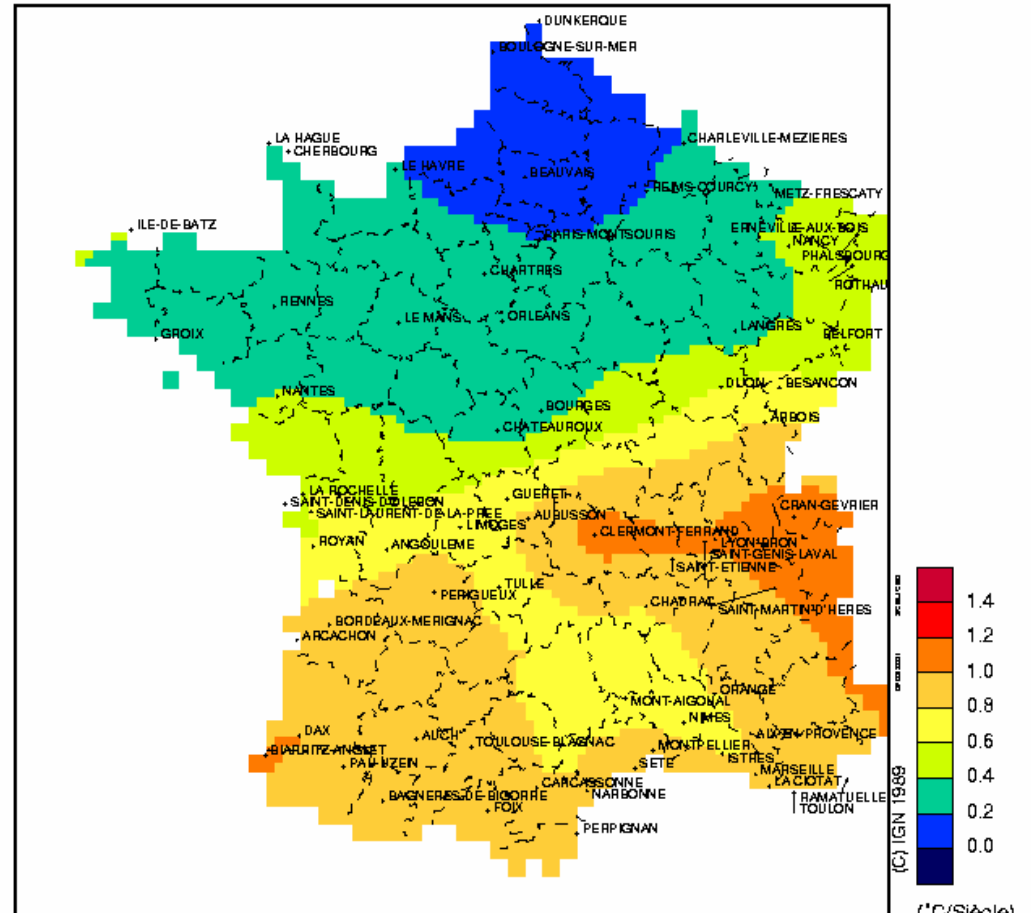 DUNKERQUE
BOULOGNE-SUR-MER
LA HAGUE
CHARLEVILLE-MEZIERES
CHERBOURG
LE HAVRE
BEAUVAIS
REIMS-COURCY
METZ-FRESCATY
ILE-DE-BATZ
PARIS-MONTSOURIS
ERNEVILLE-AUX-BOIS
NANCY
PHALSBOURG
CHARTRES
ROTHAU
RENNES
LE MANS
ORLEANS
LANGRES
GROIX
BELFORT
NANTES
DIJON
BESANCON
BOURGES
ARBOIS
CHATEAUROUX
LA ROCHELLE
GUERET
SAINT-DENIS-D'OLERON
CRAN-GEVRIER
SAINT-LAURENT-DE-LA-PREE
AUBUSSON
LIMOGES
CLERMONT-FERRAND
ROYAN
ANGOULEME
LYON-BRON
SAINT-GENIS-LAVAL
SAINT-ETIENNE
TULLE
PERIGUEUX
CHADRAC
SAINT-MARTIN-D'HERES
BORDEAUX-MERIGNAC
ARCACHON
ORANGE
MONT-AIGOUAL
NIMES
DAX
AUCH
TOULOUSE-BLAGNAC
AIX-EN-PROVENCE
BIARRITZ-ANGLET
MONTPELLIER
PAU-UZEIN
SETE
ISTRES
MARSEILLE
CARCASSONNE
LA CIOTAT
BAGNERES-DE-BIGORRE
NARBONNE
RAMATUELLE
FOIX
TOULON
PERPIGNAN
(C) IGN 1989
1.4
1.2
1.0
0.8
0.6
0.4
0.2
0.0
(°C/Siècle)